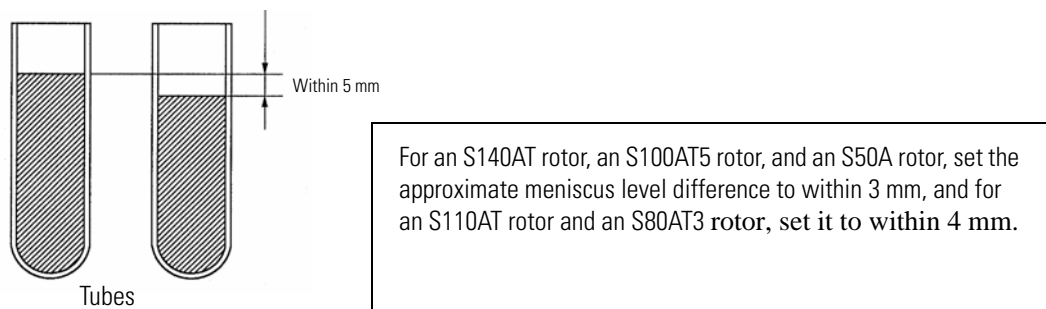 Within 5 mm
For an S140AT rotor, an S100AT5 rotor, and an S50A rotor, set the
approximate meniscus level difference to within 3 mm, and for
an S110AT rotor and an S80AT3 rotor, set it to within 4 mm.
Tubes